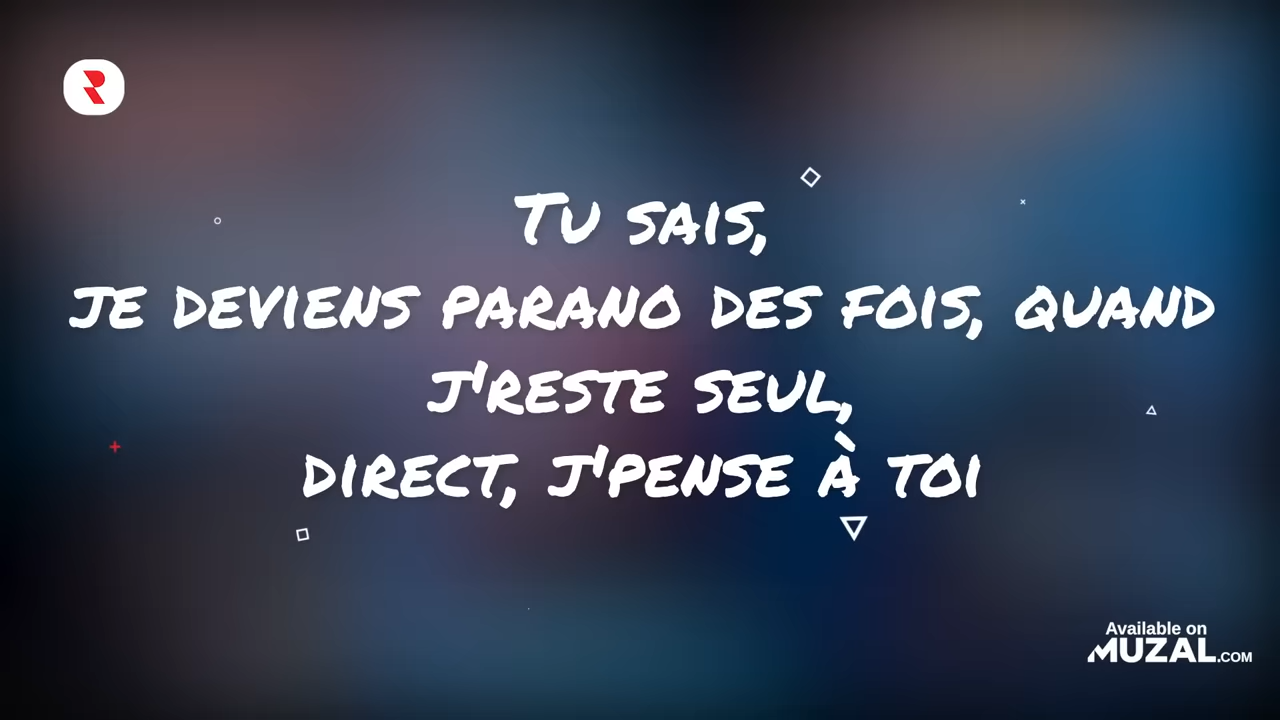 Tu sais,
je deviens parano des fois, quand
j'reste seul,
direct, j'pense à toi
Available on
MUZAL.COM